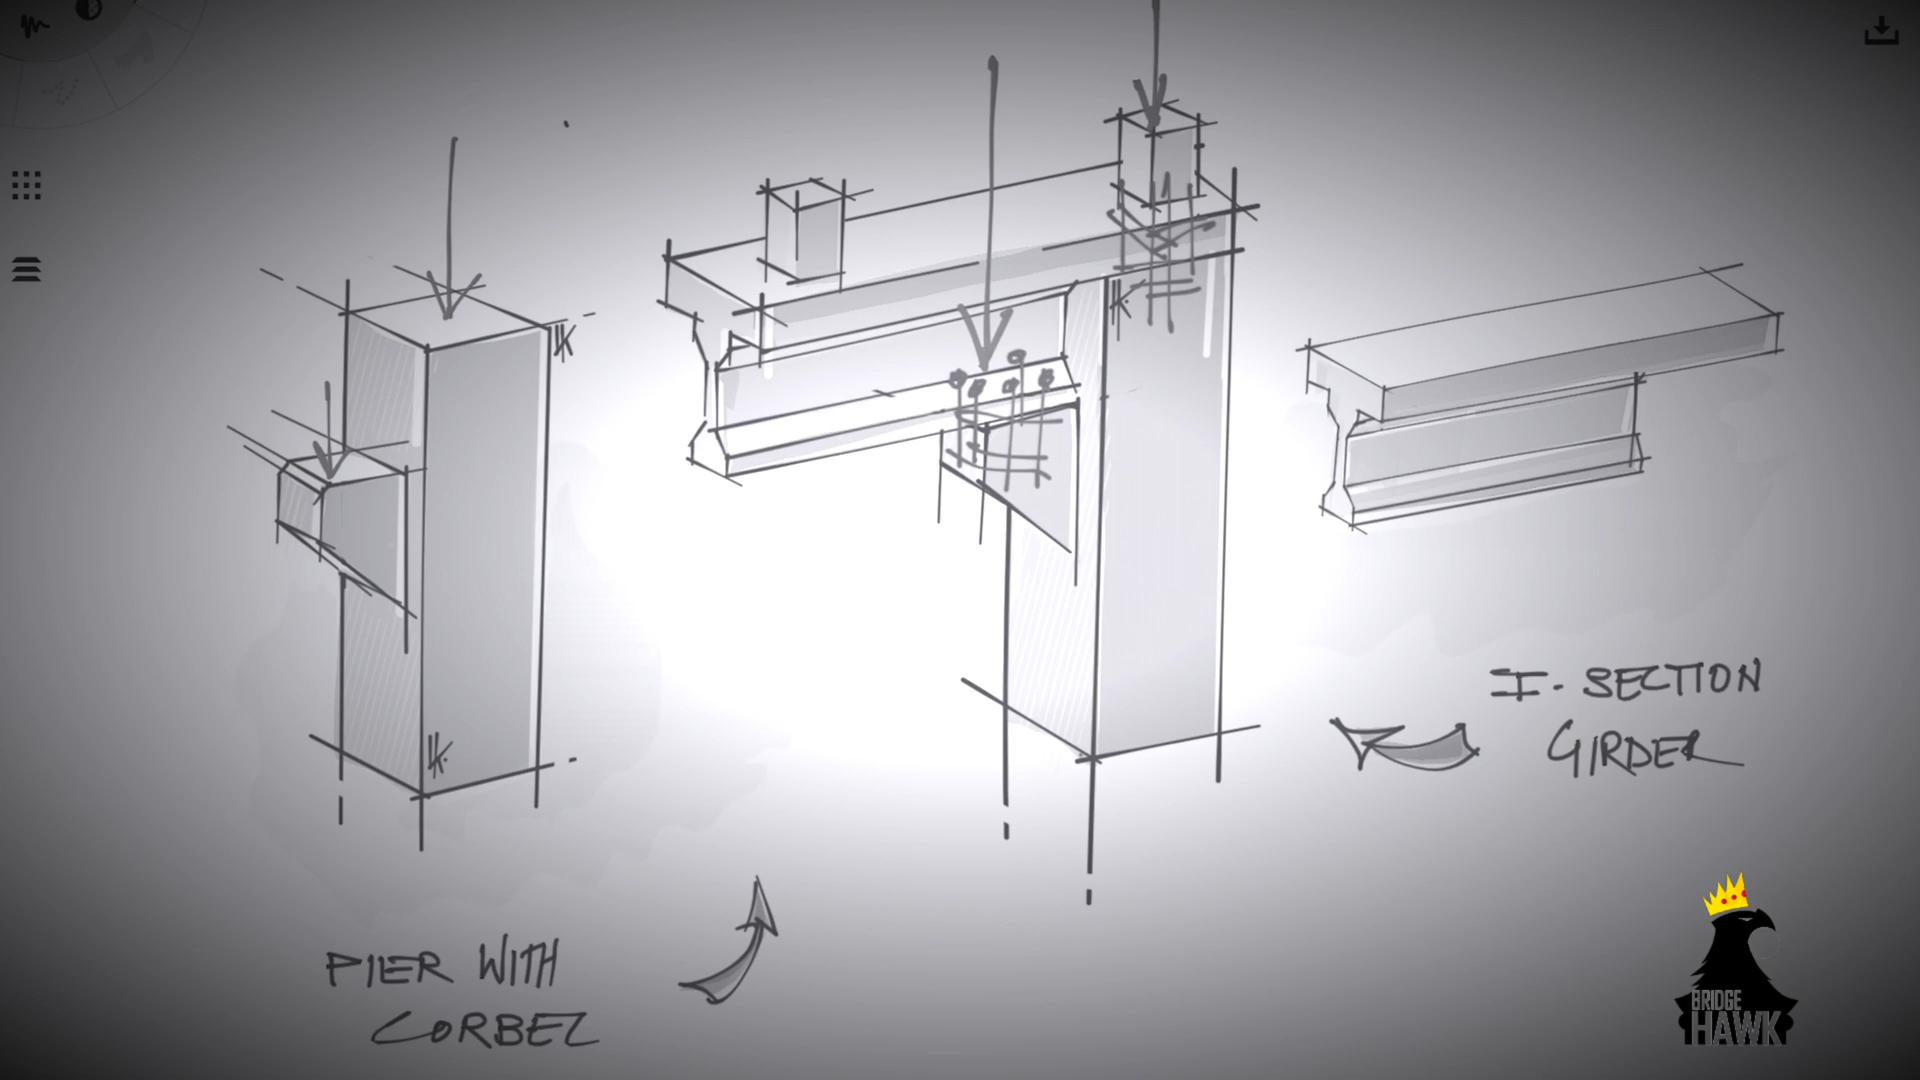 I-SECTION
GIRDER
PIER WITH
CORBEL
BRIDGE
HAWK